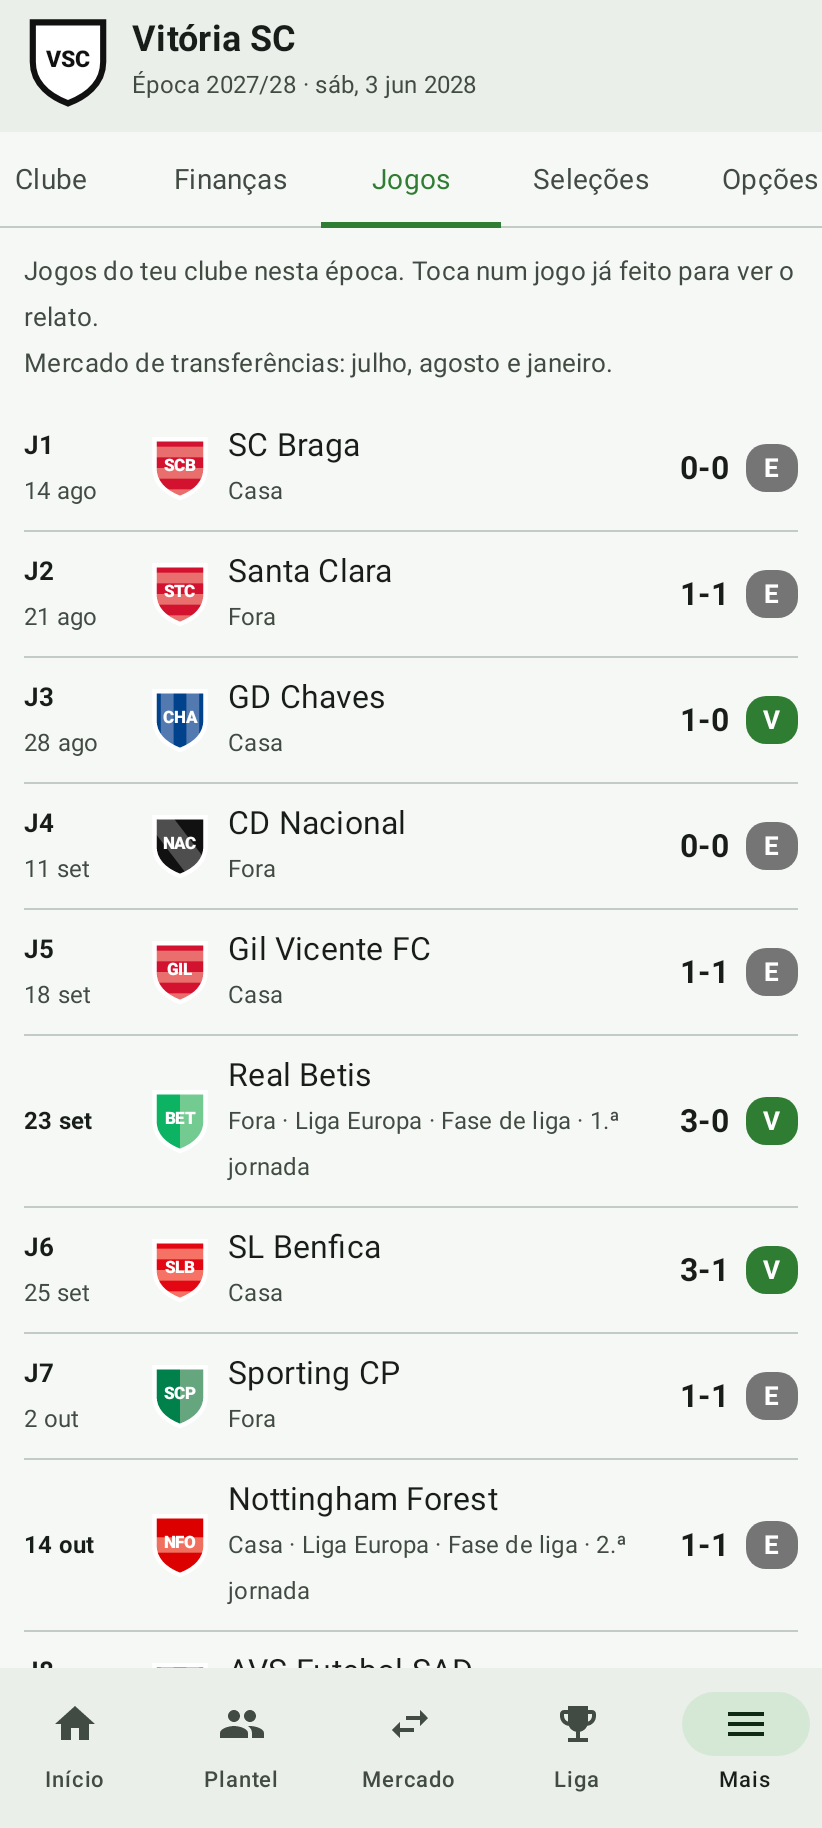 VSC
Vitória SC
Época 2027/28 · sáb, 3 jun 2028
Clube Finanças Jogos Seleções Opções
Jogos do teu clube nesta época. Toca num jogo já feito para ver o
relato.
Mercado de transferências: julho, agosto e janeiro.
J1 SCB SC Braga 0-0 E
14 ago Casa
J2 STC Santa Clara 1-1 E
21 ago Fora
J3 CHA GD Chaves 1-0 V
28 ago Casa
J4 NAC CD Nacional 0-0 E
11 set Fora
J5 GIL Gil Vicente FC 1-1 E
18 set Casa
Real Betis
23 set BET Fora · Liga Europa · Fase de liga · 1.ª 3-0 V
jornada
J6 SLB SL Benfica 3-1 V
25 set Casa
J7 SCP Sporting CP 1-1 E
2 out Fora
Nottingham Forest
14 out NFO Casa · Liga Europa · Fase de liga · 2.ª 1-1 E
jornada
J8 AVS Futebol SAD
Início Plantel Mercado Liga Mais